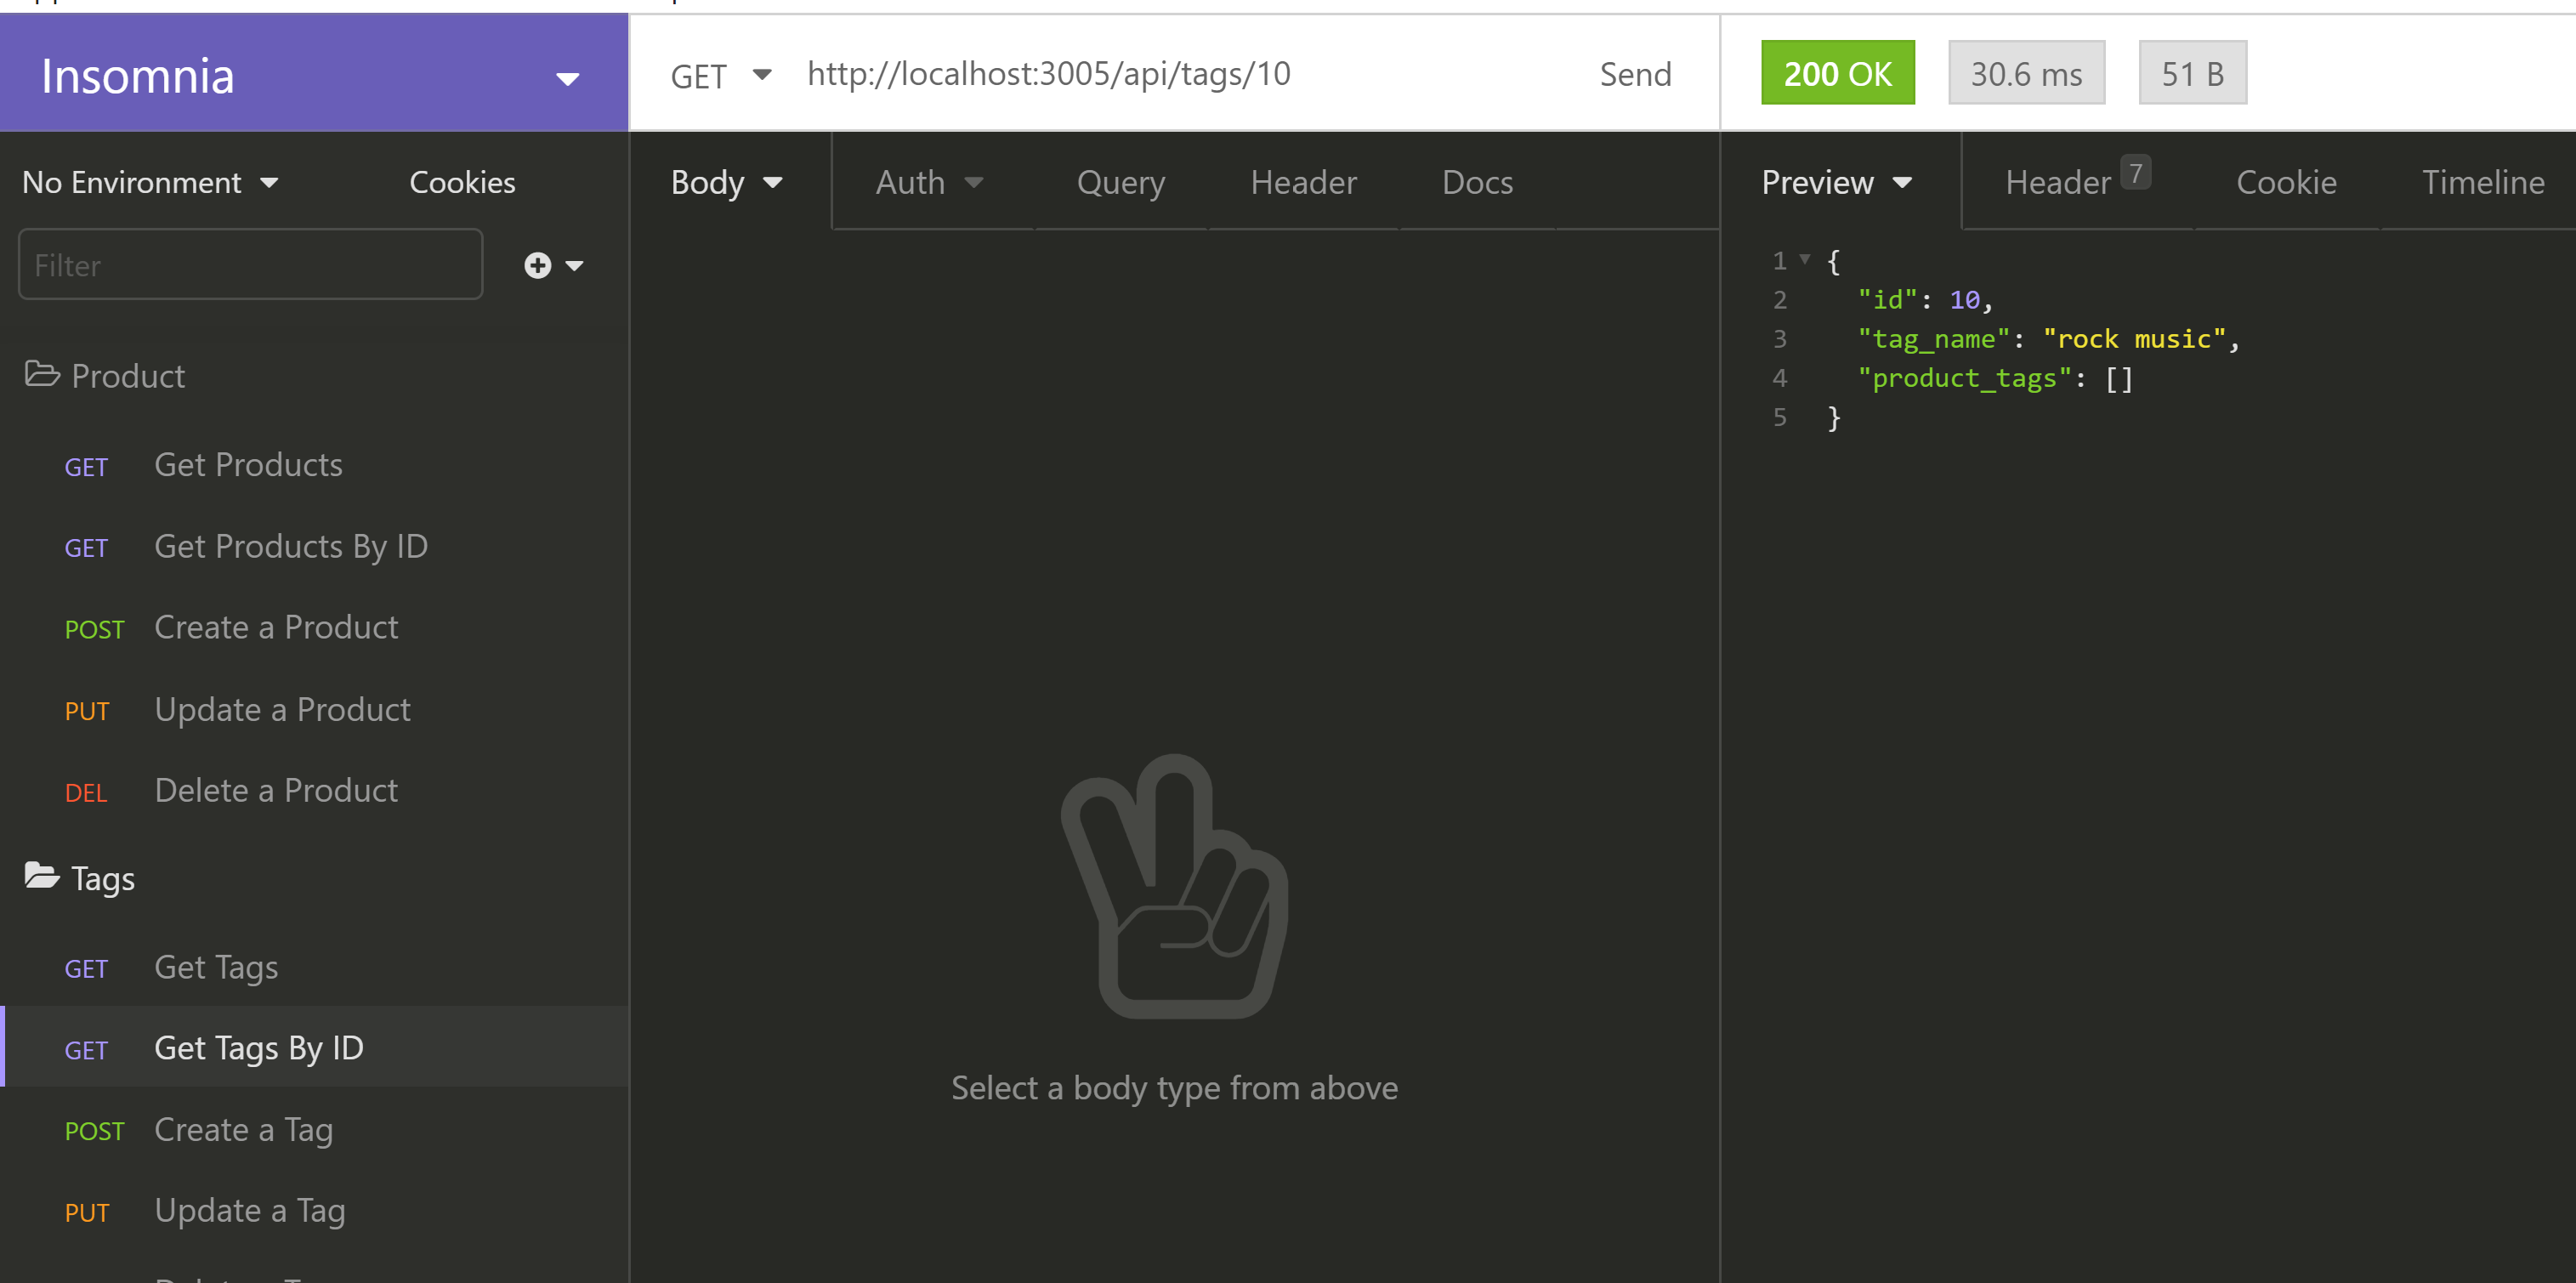 Insomnia
GET http://localhost:3005/api/tags/10 Send
200 OK 30.6 ms 51 B
No Environment Cookies
Filter
Product
GET Get Products
GET Get Products By ID
POST Create a Product
PUT Update a Product
DEL Delete a Product
Tags
GET Get Tags
GET Get Tags By ID
POST Create a Tag
PUT Update a Tag
Body Auth Query Header Docs
Select a body type from above
Preview Header 7 Cookie Timeline
1 {
2 "id": 10,
3 "tag_name": "rock music",
4 "product_tags": []
5 }